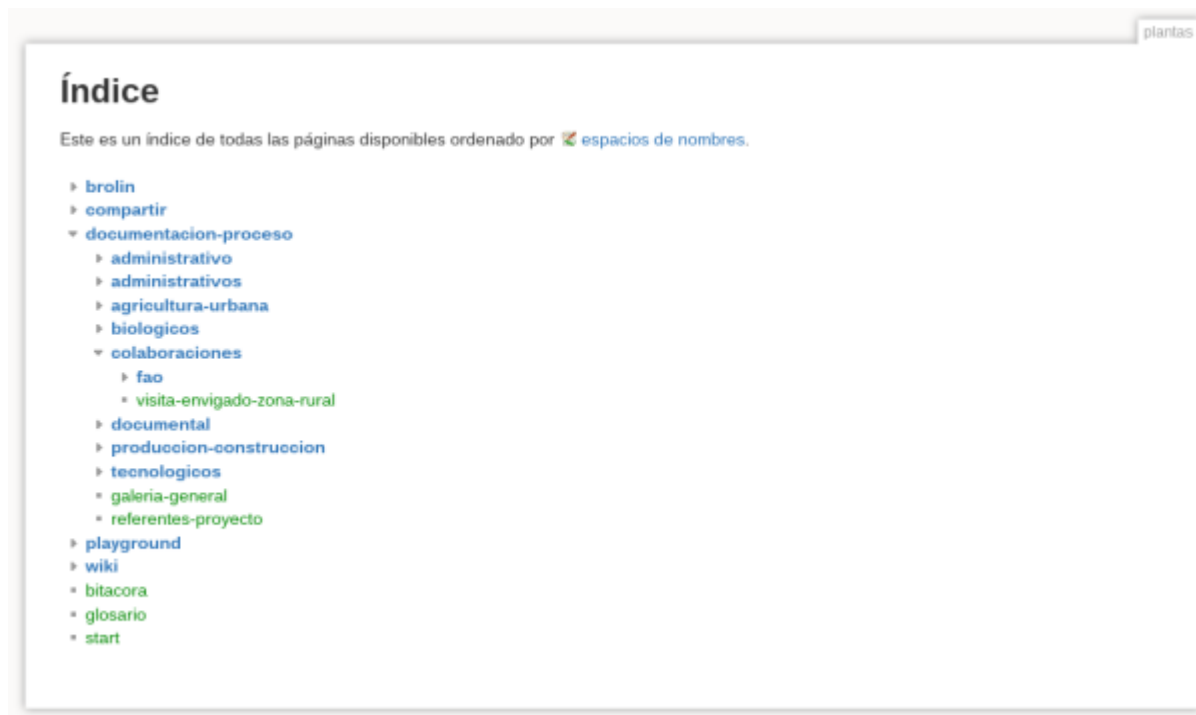 plantas
Índice
Este es un índice de todas las páginas disponibles ordenado por espacios de nombres.
brolin
compartir
documentacion-proceso
administrativo
administrativos
agricultura-urbana
biologicos
colaboraciones
fao
visita-envigado-zona-rural
documental
produccion-construccion
tecnologicos
galeria-general
referentes-proyecto
playground
wiki
bitacora
glosario
start